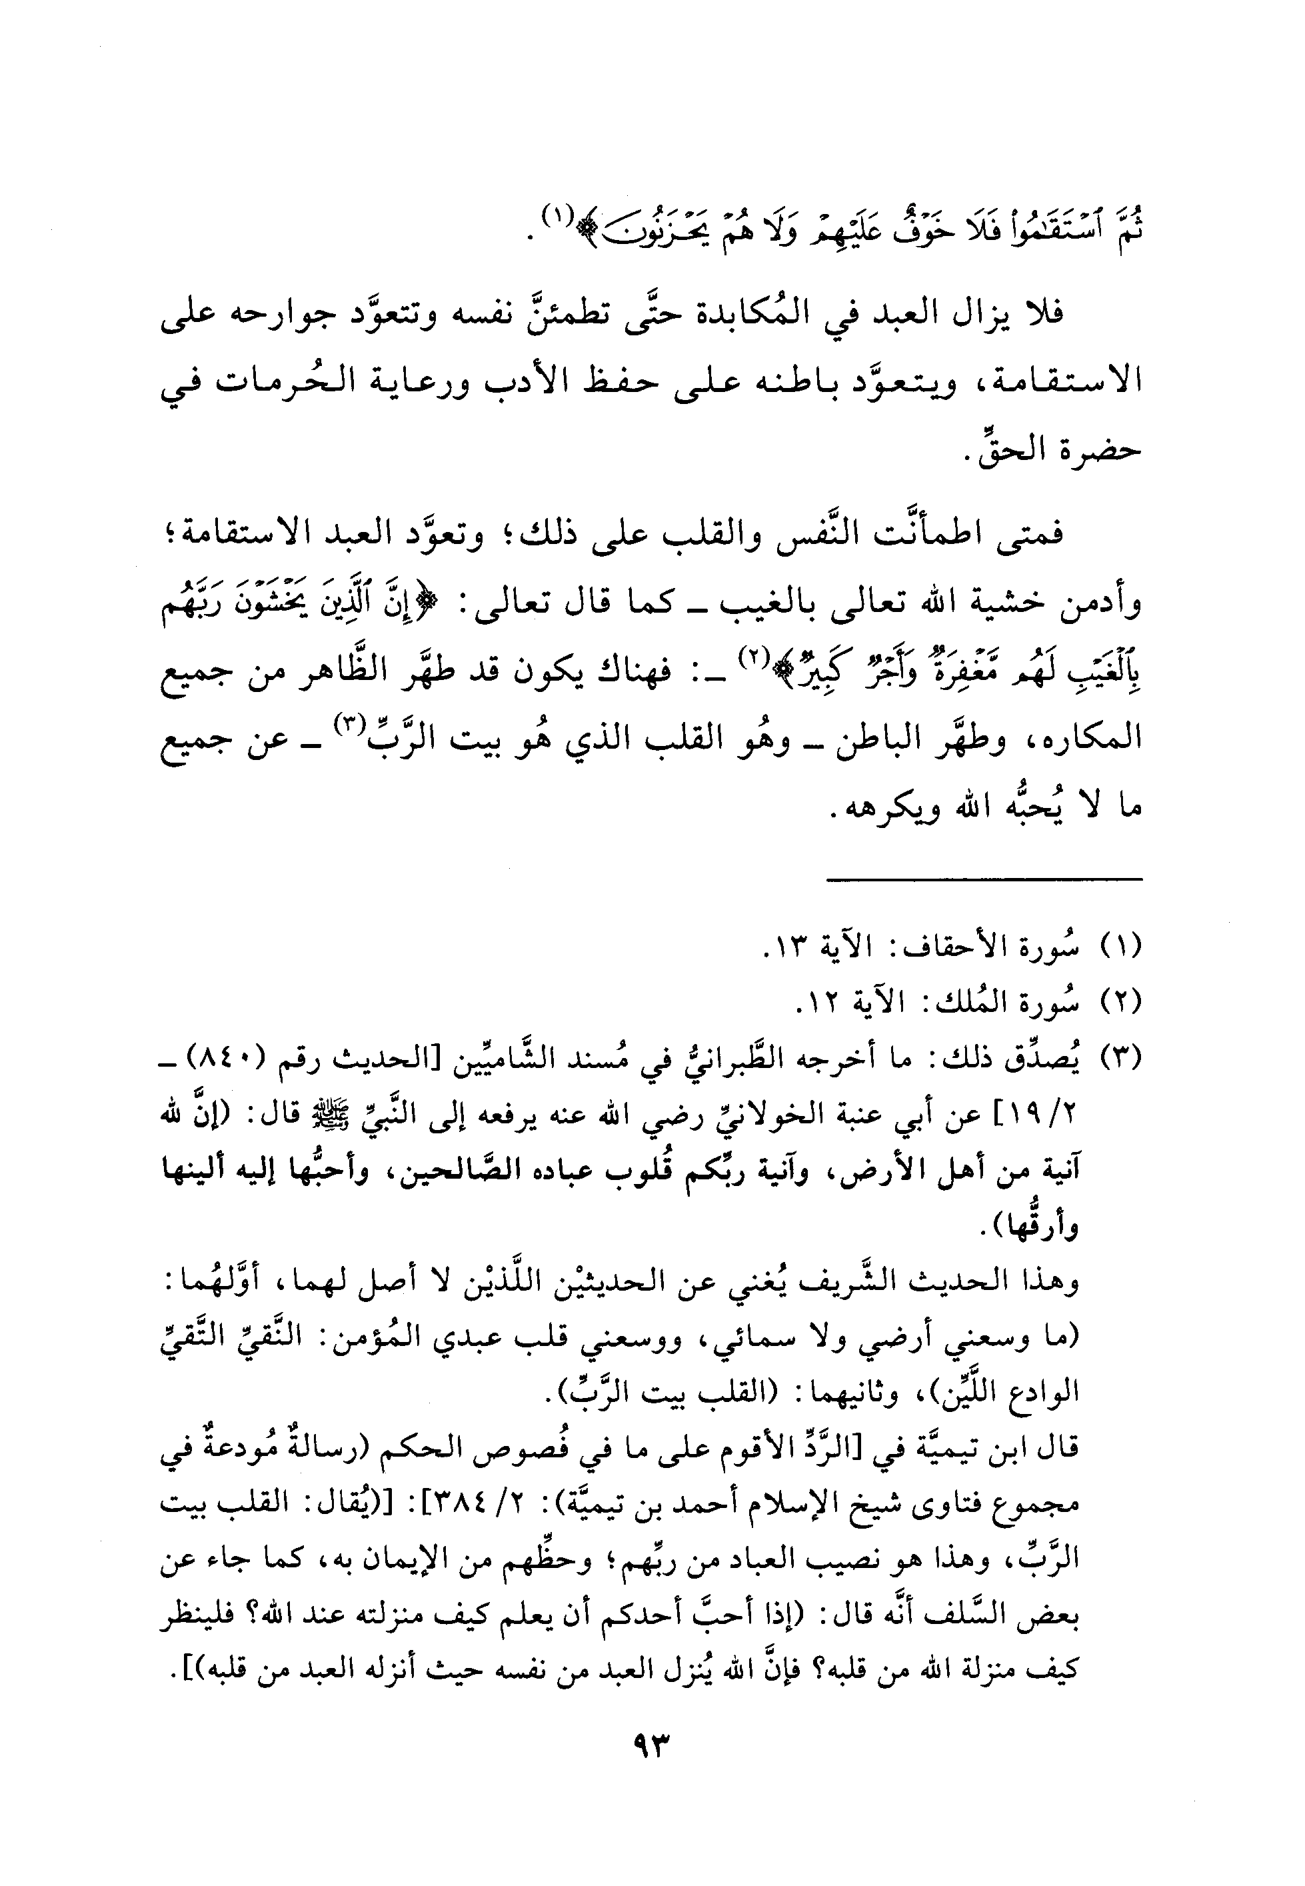 ثُمَّ ٱسْتَقَٰمُوا۟ فَلَا خَوْفٌ عَلَيْهِمْ وَلَا هُمْ يَحْزَنُونَ﴾(١).
فلا يزال العبد في المُكابدة حتَّى تطمئنَّ نفسه وتتعوَّد جوارحه على
الاستقامة، ويتعوَّد باطنه على حفظ الأدب ورعاية الحُرمات في
حضرة الحقِّ.
فمتى اطمأنَّت النَّفس والقلب على ذلك؛ وتعوَّد العبد الاستقامة؛
وأدمن خشية الله تعالى بالغيب ـ كما قال تعالى: ﴿إِنَّ ٱلَّذِينَ يَخْشَوْنَ رَبَّهُم
بِٱلْغَيْبِ لَهُم مَّغْفِرَةٌ وَأَجْرٌ كَبِيرٌ﴾(٢) ـ: فهناك يكون قد طهَّر الظَّاهر من جميع
المكاره، وطهَّر الباطن ـ وهُو القلب الذي هُو بيت الرَّبِّ(٣) ـ عن جميع
ما لا يُحبُّه الله ويكرهه.
(١) سُورة الأحقاف: الآية ١٣.
(٢) سُورة المُلك: الآية ١٢.
(٣) يُصدِّق ذلك: ما أخرجه الطَّبرانيُّ في مُسند الشَّاميِّين [الحديث رقم (٨٤٠) ـ
٢/ ١٩] عن أبي عنبة الخولانيِّ رضي الله عنه يرفعه إلى النَّبيِّ ﷺ قال: (إنَّ لله
آنية من أهل الأرض، وآنية ربِّكم قُلوب عباده الصَّالحين، وأحبُّها إليه ألينها
وأرقُّها).
وهذا الحديث الشَّريف يُغني عن الحديثيْن اللَّذيْن لا أصل لهما، أوَّلهُما:
(ما وسعني أرضي ولا سمائي، ووسعني قلب عبدي المُؤمن: النَّقيِّ التَّقيِّ
الوادع اللَّيِّن)، وثانيهما: (القلب بيت الرَّبِّ).
قال ابن تيميَّة في [الرَّدِّ الأقوم على ما في فُصوص الحكم (رسالةٌ مُودعةٌ في
مجموع فتاوى شيخ الإسلام أحمد بن تيميَّة): ٢/ ٣٨٤]: [(يُقال: القلب بيت
الرَّبِّ، وهذا هو نصيب العباد من ربِّهم؛ وحظِّهم من الإيمان به، كما جاء عن
بعض السَّلف أنَّه قال: (إذا أحبَّ أحدكم أن يعلم كيف منزلته عند الله؟ فلينظر
كيف منزلة الله من قلبه؟ فإنَّ الله يُنزل العبد من نفسه حيث أنزله العبد من قلبه)].
٩٣